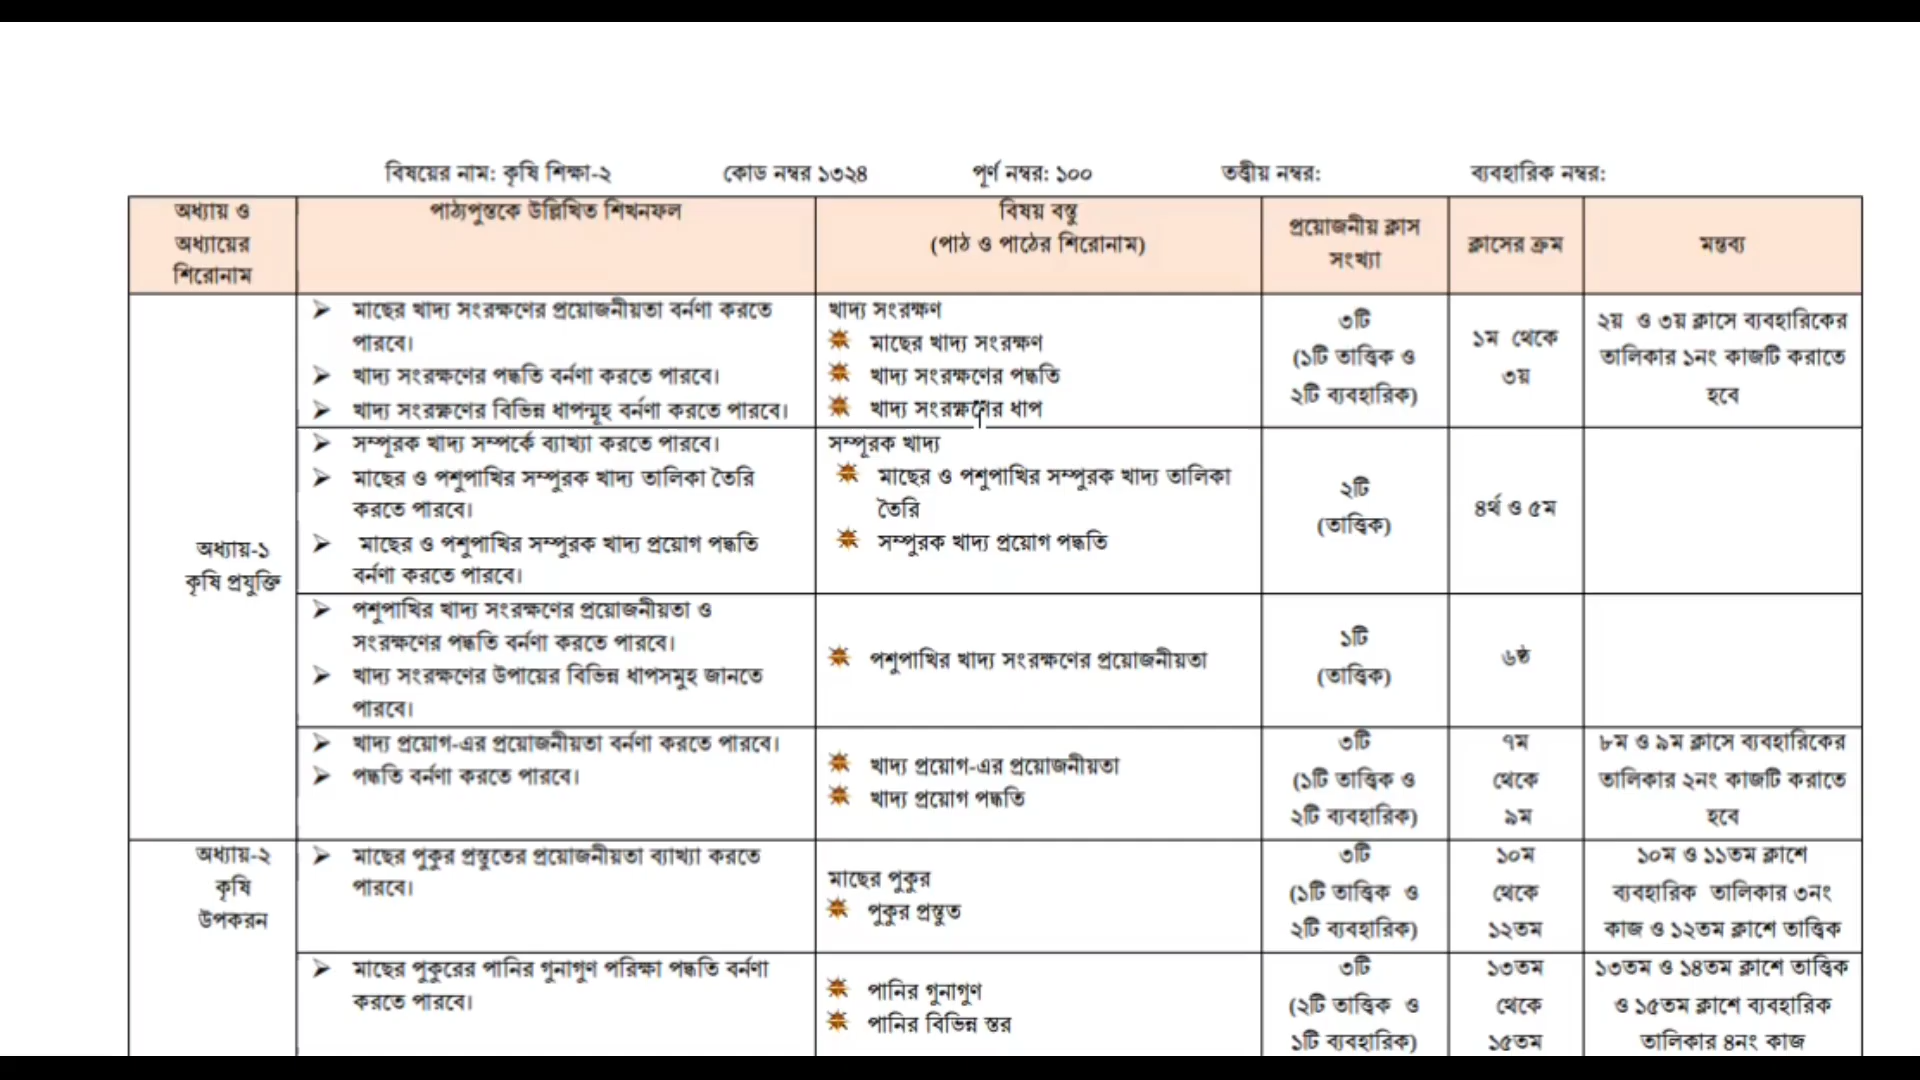 বিষয়ের নাম: কৃষি শিক্ষা-২ কোড নম্বর ১৩২৪ পূর্ণ নম্বর: ১০০ তত্ত্বীয় নম্বর: ব্যবহারিক নম্বর:
অধ্যায় ও
অধ্যায়ের
শিরোনাম
পাঠ্যপুস্তকে উল্লিখিত শিখনফল
বিষয় বস্তু
(পাঠ ও পাঠের শিরোনাম)
প্রয়োজনীয় ক্লাস
সংখ্যা
ক্লাসের ক্রম
মন্তব্য
অধ্যায়-১
কৃষি প্রযুক্তি
মাছের খাদ্য সংরক্ষণের প্রয়োজনীয়তা বর্নণা করতে
পারবে।
খাদ্য সংরক্ষণের পদ্ধতি বর্নণা করতে পারবে।
খাদ্য সংরক্ষণের বিভিন্ন ধাপন্মূহ বর্নণা করতে পারবে।
খাদ্য সংরক্ষণ
মাছের খাদ্য সংরক্ষণ
খাদ্য সংরক্ষণের পদ্ধতি
খাদ্য সংরক্ষণের ধাপ
৩টি
(১টি তাত্ত্বিক ও
২টি ব্যবহারিক)
১ম থেকে
৩য়
২য় ও ৩য় ক্লাসে ব্যবহারিকের
তালিকার ১নং কাজটি করাতে
হবে
সম্পূরক খাদ্য সম্পর্কে ব্যাখ্যা করতে পারবে।
মাছের ও পশুপাখির সম্পুরক খাদ্য তালিকা তৈরি
করতে পারবে।
মাছের ও পশুপাখির সম্পুরক খাদ্য প্রয়োগ পদ্ধতি
বর্নণা করতে পারবে।
সম্পূরক খাদ্য
মাছের ও পশুপাখির সম্পুরক খাদ্য তালিকা
তৈরি
সম্পুরক খাদ্য প্রয়োগ পদ্ধতি
২টি
(তাত্ত্বিক)
৪র্থ ও ৫ম
পশুপাখির খাদ্য সংরক্ষণের প্রয়োজনীয়তা ও
সংরক্ষণের পদ্ধতি বর্নণা করতে পারবে।
খাদ্য সংরক্ষণের উপায়ের বিভিন্ন ধাপসমুহ জানতে
পারবে।
পশুপাখির খাদ্য সংরক্ষণের প্রয়োজনীয়তা
১টি
(তাত্ত্বিক)
৬ষ্ঠ
খাদ্য প্রয়োগ-এর প্রয়োজনীয়তা বর্নণা করতে পারবে।
পদ্ধতি বর্নণা করতে পারবে।
খাদ্য প্রয়োগ-এর প্রয়োজনীয়তা
খাদ্য প্রয়োগ পদ্ধতি
৩টি
(১টি তাত্ত্বিক ও
২টি ব্যবহারিক)
৭ম
থেকে
৯ম
৮ম ও ৯ম ক্লাসে ব্যবহারিকের
তালিকার ২নং কাজটি করাতে
হবে
অধ্যায়-২
কৃষি
উপকরন
মাছের পুকুর প্রস্তুতের প্রয়োজনীয়তা ব্যাখ্যা করতে
পারবে।
মাছের পুকুর
পুকুর প্রস্তুত
৩টি
(১টি তাত্ত্বিক ও
২টি ব্যবহারিক)
১০ম
থেকে
১২তম
১০ম ও ১১তম ক্লাশে
ব্যবহারিক তালিকার ৩নং
কাজ ও ১২তম ক্লাশে তাত্ত্বিক
মাছের পুকুরের পানির গুনাগুণ পরিক্ষা পদ্ধতি বর্নণা
করতে পারবে।
পানির গুনাগুণ
পানির বিভিন্ন স্তর
৩টি
(২টি তাত্ত্বিক ও
১টি ব্যবহারিক)
১৩তম
থেকে
১৫তম
১৩তম ও ১৪তম ক্লাশে তাত্ত্বিক
ও ১৫তম ক্লাশে ব্যবহারিক
তালিকার ৪নং কাজ